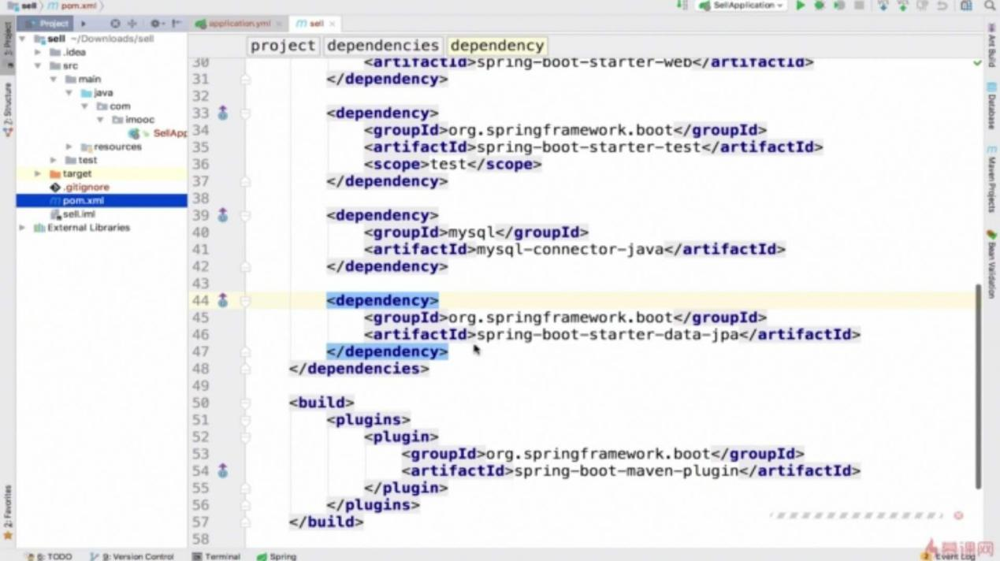 sell
pom.xml
SellApplication
Project
application.yml
sell
1: Project
2: Structure
2: Favorites
sell ~/Downloads/sell
.idea
src
main
java
com
imooc
SellApp
resources
test
target
.gitignore
pom.xml
sell.iml
External Libraries
project dependencies dependency
30 <artifactId>spring-boot-starter-web</artifactId>
31 </dependency>
32
33 <dependency>
34 <groupId>org.springframework.boot</groupId>
35 <artifactId>spring-boot-starter-test</artifactId>
36 <scope>test</scope>
37 </dependency>
38
39 <dependency>
40 <groupId>mysql</groupId>
41 <artifactId>mysql-connector-java</artifactId>
42 </dependency>
43
44 <dependency>
45 <groupId>org.springframework.boot</groupId>
46 <artifactId>spring-boot-starter-data-jpa</artifactId>
47 </dependency>
48 </dependencies>
49
50 <build>
51 <plugins>
52 <plugin>
53 <groupId>org.springframework.boot</groupId>
54 <artifactId>spring-boot-maven-plugin</artifactId>
55 </plugin>
56 </plugins>
57 </build>
58
Ant Build
Database
Maven Projects
Bean Validation
6: TODO
9: Version Control
Terminal
Spring
2 Event Log
慕课网